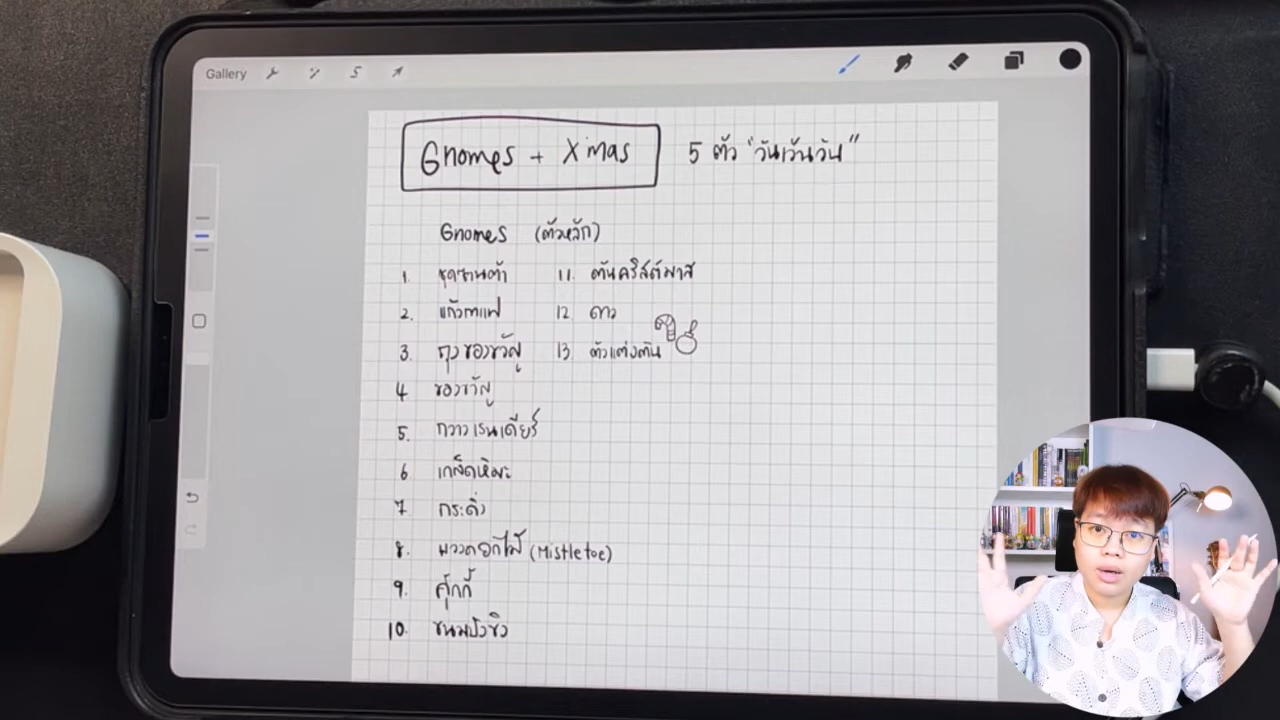 Gallery
Gnomes + X'mas
5 ตัว "วันเว้นวัน"
Gnomes (ตัวหลัก)
1. ชุดซานต้า
2. แก้วกาแฟ
3. ถุงของขวัญ
4 ของขวัญ
5. กวางเรนเดียร์
6 เกล็ดหิมะ
7 กระดิ่ง
8. พวงดอกไม้ (Mistletoe)
9. คุ้กกี้
10. ขนมปังขิง
11. ต้นคริสต์มาส
12 ดาว
13. ตัวแต่งต้น